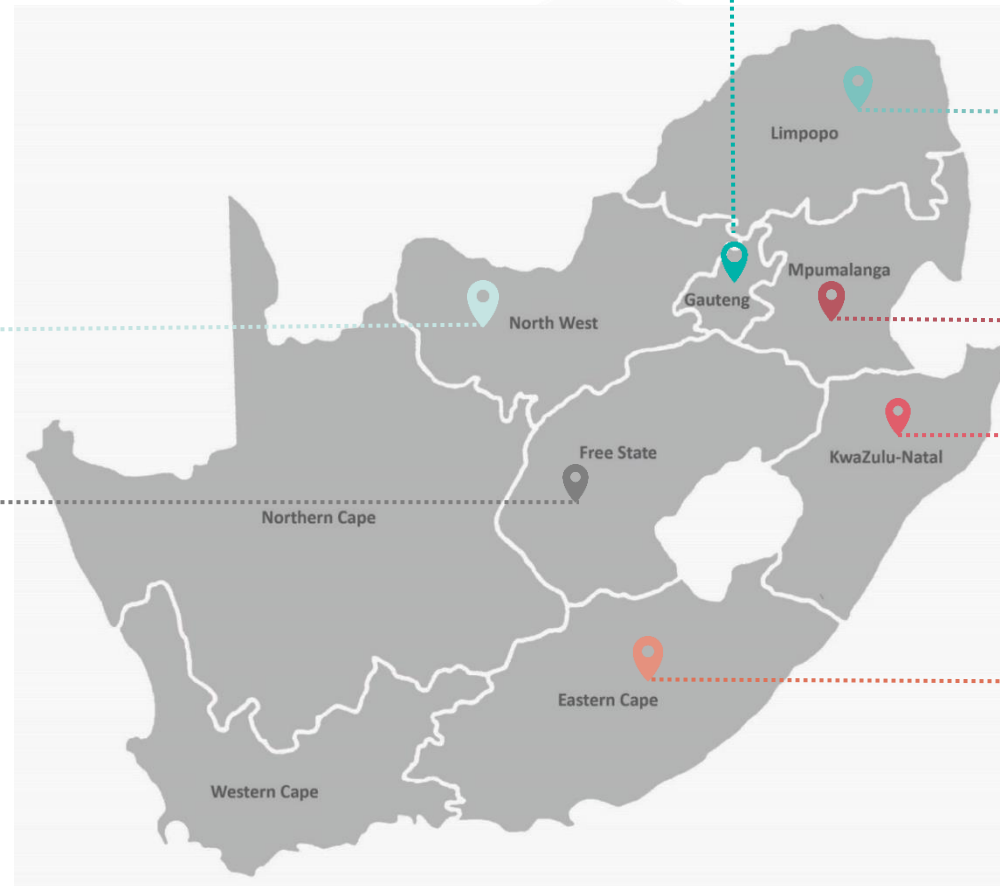 Limpopo
Mpumalanga
Gauteng
North West
Free State
KwaZulu-Natal
Northern Cape
Eastern Cape
Western Cape